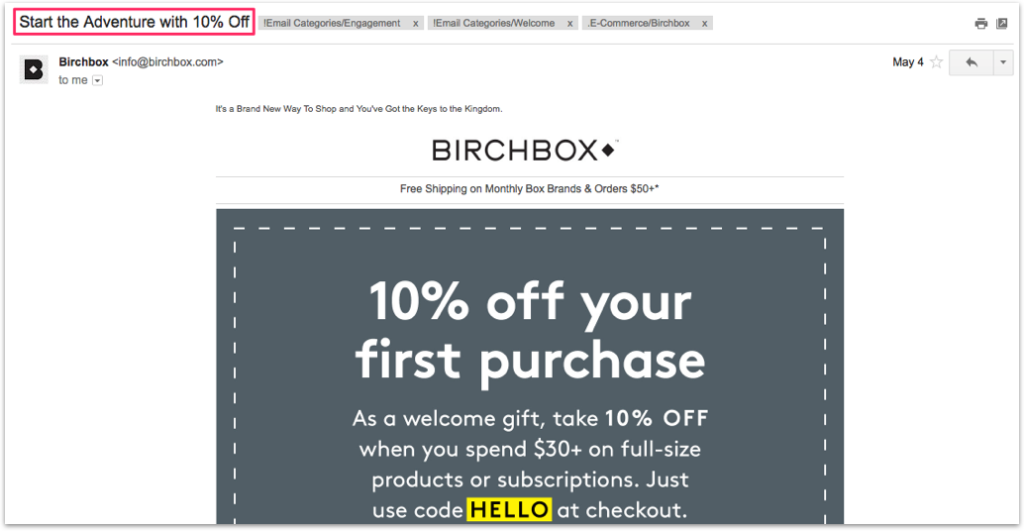 Start the Adventure with 10% Off !Email Categories/Engagement x !Email Categories/Welcome x .E-Commerce/Birchbox x
Birchbox <info@birchbox.com> May 4
to me
It's a Brand New Way To Shop and You've Got the Keys to the Kingdom.
BIRCHBOX™
Free Shipping on Monthly Box Brands & Orders $50+*
10% off your
first purchase
As a welcome gift, take 10% OFF
when you spend $30+ on full-size
products or subscriptions. Just
use code HELLO at checkout.